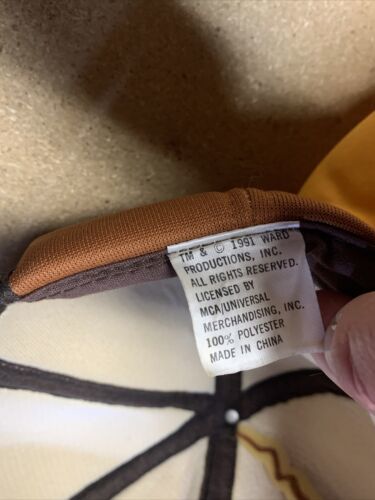 TM & © 1991 WARD
PRODUCTIONS, INC.
ALL RIGHTS RESERVED.
LICENSED BY
MCA/UNIVERSAL
MERCHANDISING, INC.
100% POLYESTER
MADE IN CHINA